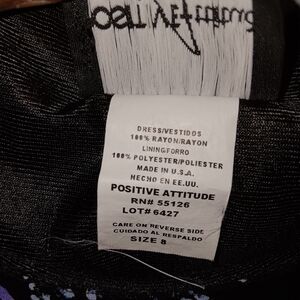 DRESS/VESTIDOS
100% RAYON/RAYON
LINING/FORRO
100% POLYESTER/POLIESTER
MADE IN U.S.A.
HECHO EN EE.UU.
POSITIVE ATTITUDE
RN# 55126
LOT# 6427
CARE ON REVERSE SIDE
CUIDADO AL RESPALDO
SIZE 8